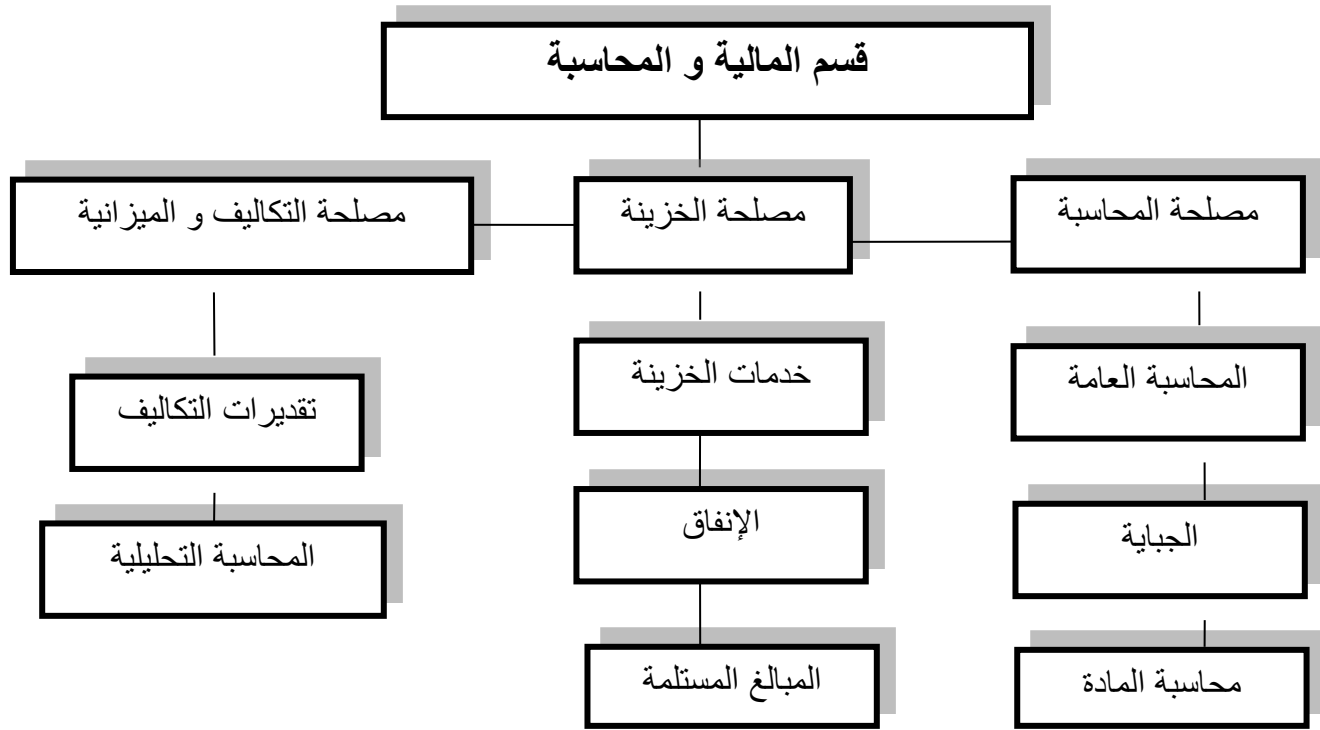 قسم المالية و المحاسبة
مصلحة المحاسبة
مصلحة الخزينة
مصلحة التكاليف و الميزانية
المحاسبة العامة
خدمات الخزينة
تقديرات التكاليف
الجباية
الإنفاق
المحاسبة التحليلية
محاسبة المادة
المبالغ المستلمة